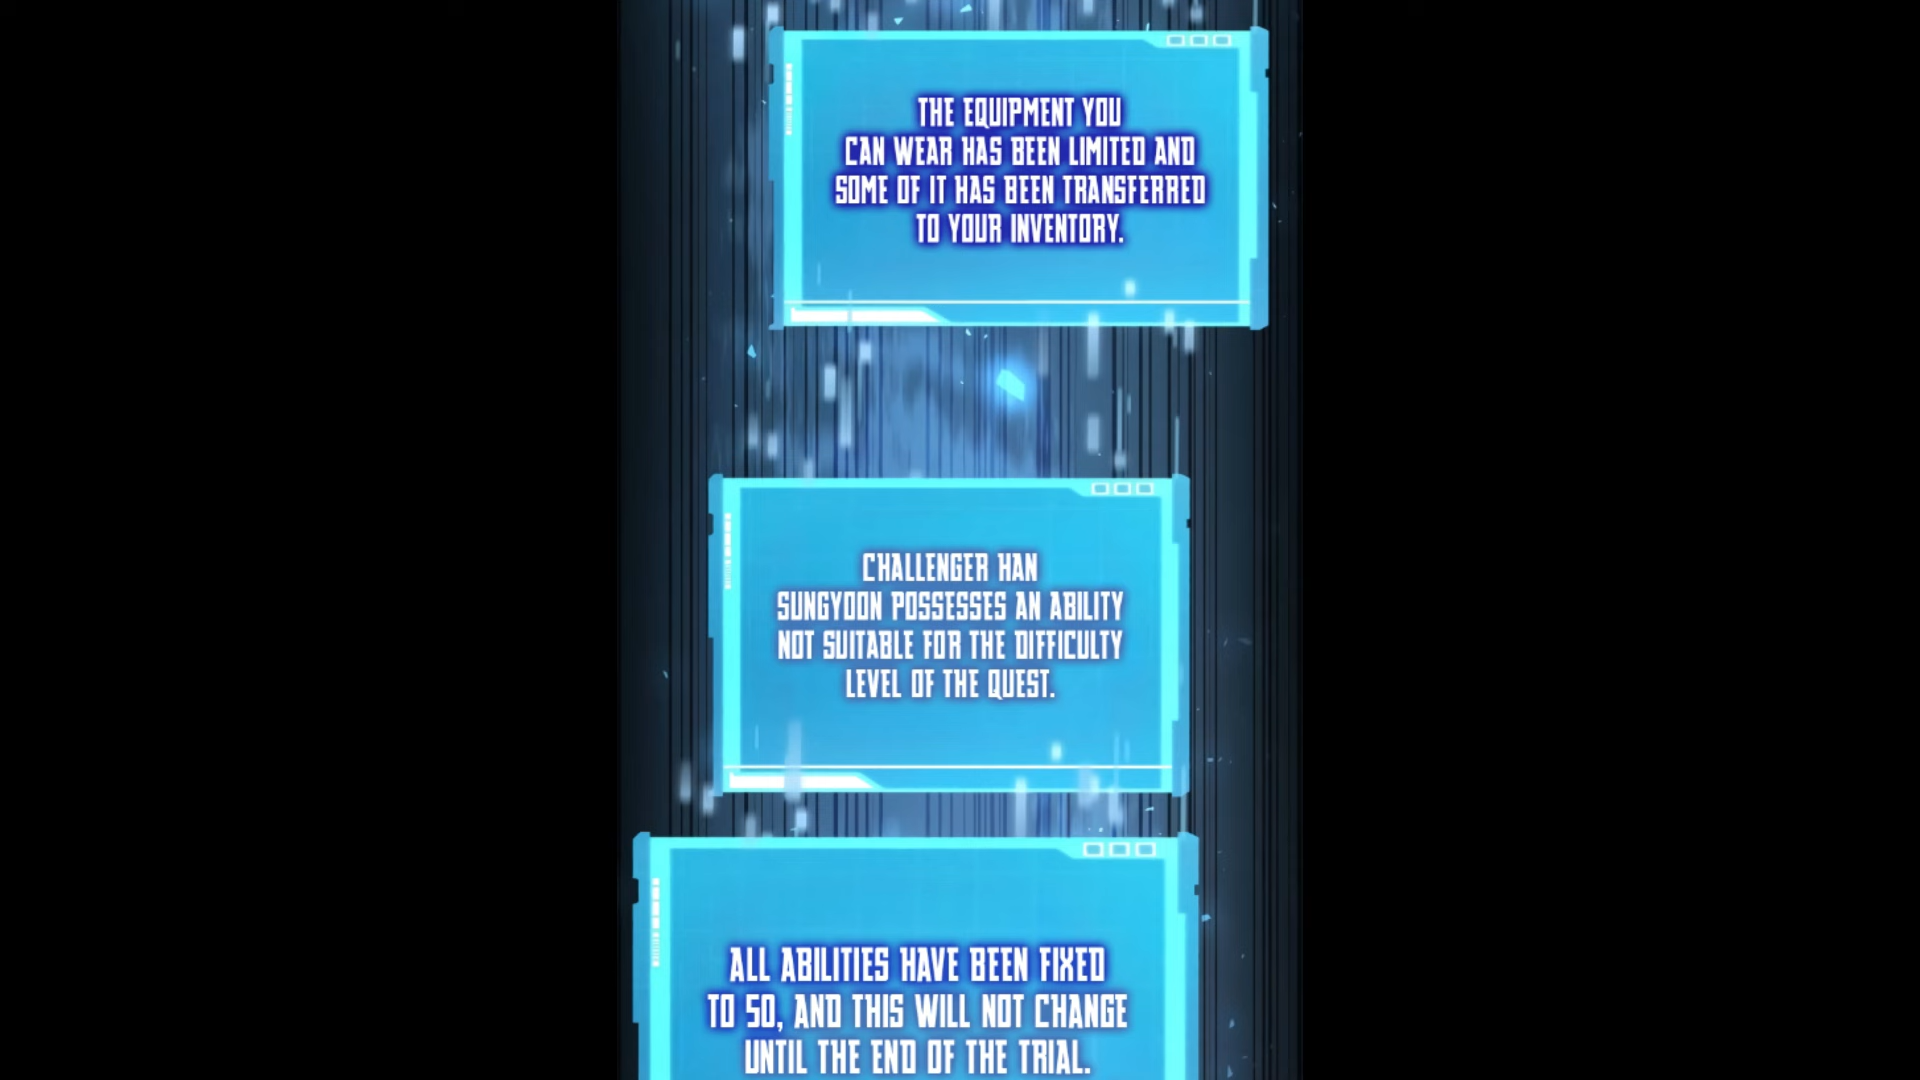 THE EQUIPMENT YOU
CAN WEAR HAS BEEN LIMITED AND
SOME OF IT HAS BEEN TRANSFERRED
TO YOUR INVENTORY.
CHALLENGER HAN
SUNGYOON POSSESSES AN ABILITY
NOT SUITABLE FOR THE DIFFICULTY
LEVEL OF THE QUEST.
ALL ABILITIES HAVE BEEN FIXED
TO 50, AND THIS WILL NOT CHANGE
UNTIL THE END OF THE TRIAL.